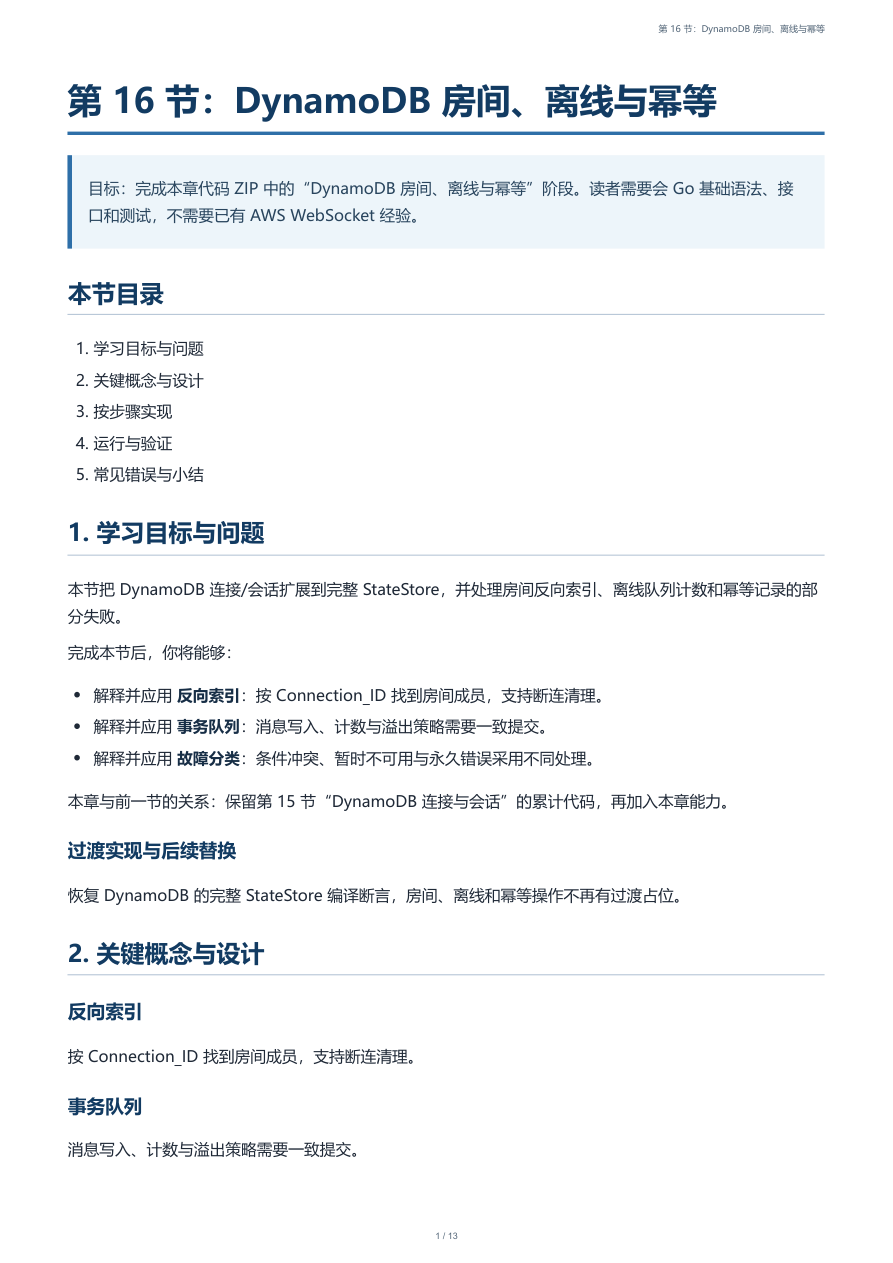 第 16 节：DynamoDB 房间、离线与幂等
第 16 节：DynamoDB 房间、离线与幂等
目标：完成本章代码 ZIP 中的“DynamoDB 房间、离线与幂等”阶段。读者需要会 Go 基础语法、接
口和测试，不需要已有 AWS WebSocket 经验。
本节目录
1. 学习目标与问题
2. 关键概念与设计
3. 按步骤实现
4. 运行与验证
5. 常见错误与小结
1. 学习目标与问题
本节把 DynamoDB 连接/会话扩展到完整 StateStore，并处理房间反向索引、离线队列计数和幂等记录的部
分失败。
完成本节后，你将能够：
• 解释并应用 反向索引：按 Connection_ID 找到房间成员，支持断连清理。
• 解释并应用 事务队列：消息写入、计数与溢出策略需要一致提交。
• 解释并应用 故障分类：条件冲突、暂时不可用与永久错误采用不同处理。
本章与前一节的关系：保留第 15 节“DynamoDB 连接与会话”的累计代码，再加入本章能力。
过渡实现与后续替换
恢复 DynamoDB 的完整 StateStore 编译断言，房间、离线和幂等操作不再有过渡占位。
2. 关键概念与设计
反向索引
按 Connection_ID 找到房间成员，支持断连清理。
事务队列
消息写入、计数与溢出策略需要一致提交。
1 / 13